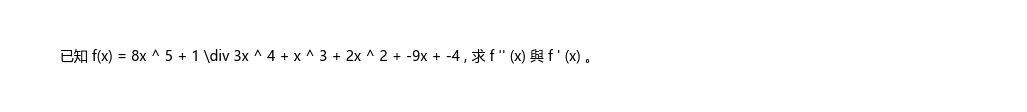 已知 f(x) = 8x ^ 5 + 1 \div 3x ^ 4 + x ^ 3 + 2x ^ 2 + -9x + -4 , 求 f '' (x) 與 f ' (x) 。